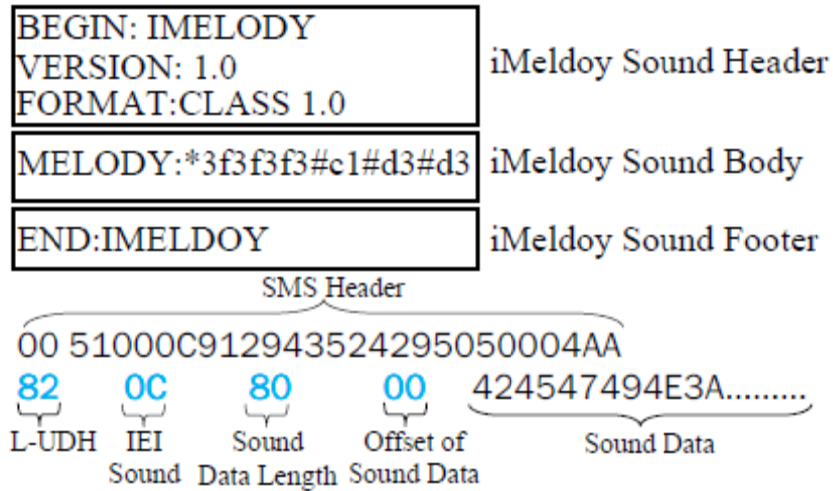 BEGIN: IMELODY
VERSION: 1.0
FORMAT:CLASS 1.0
iMeldoy Sound Header
MELODY:*3f3f3f3#c1#d3#d3
iMeldoy Sound Body
END:IMELDOY
iMeldoy Sound Footer
SMS Header
00 51000C912943524295050004AA
82 0C 80 00 424547494E3A.........
L-UDH IEI Sound Offset of Sound Data
Sound Data Length Sound Data